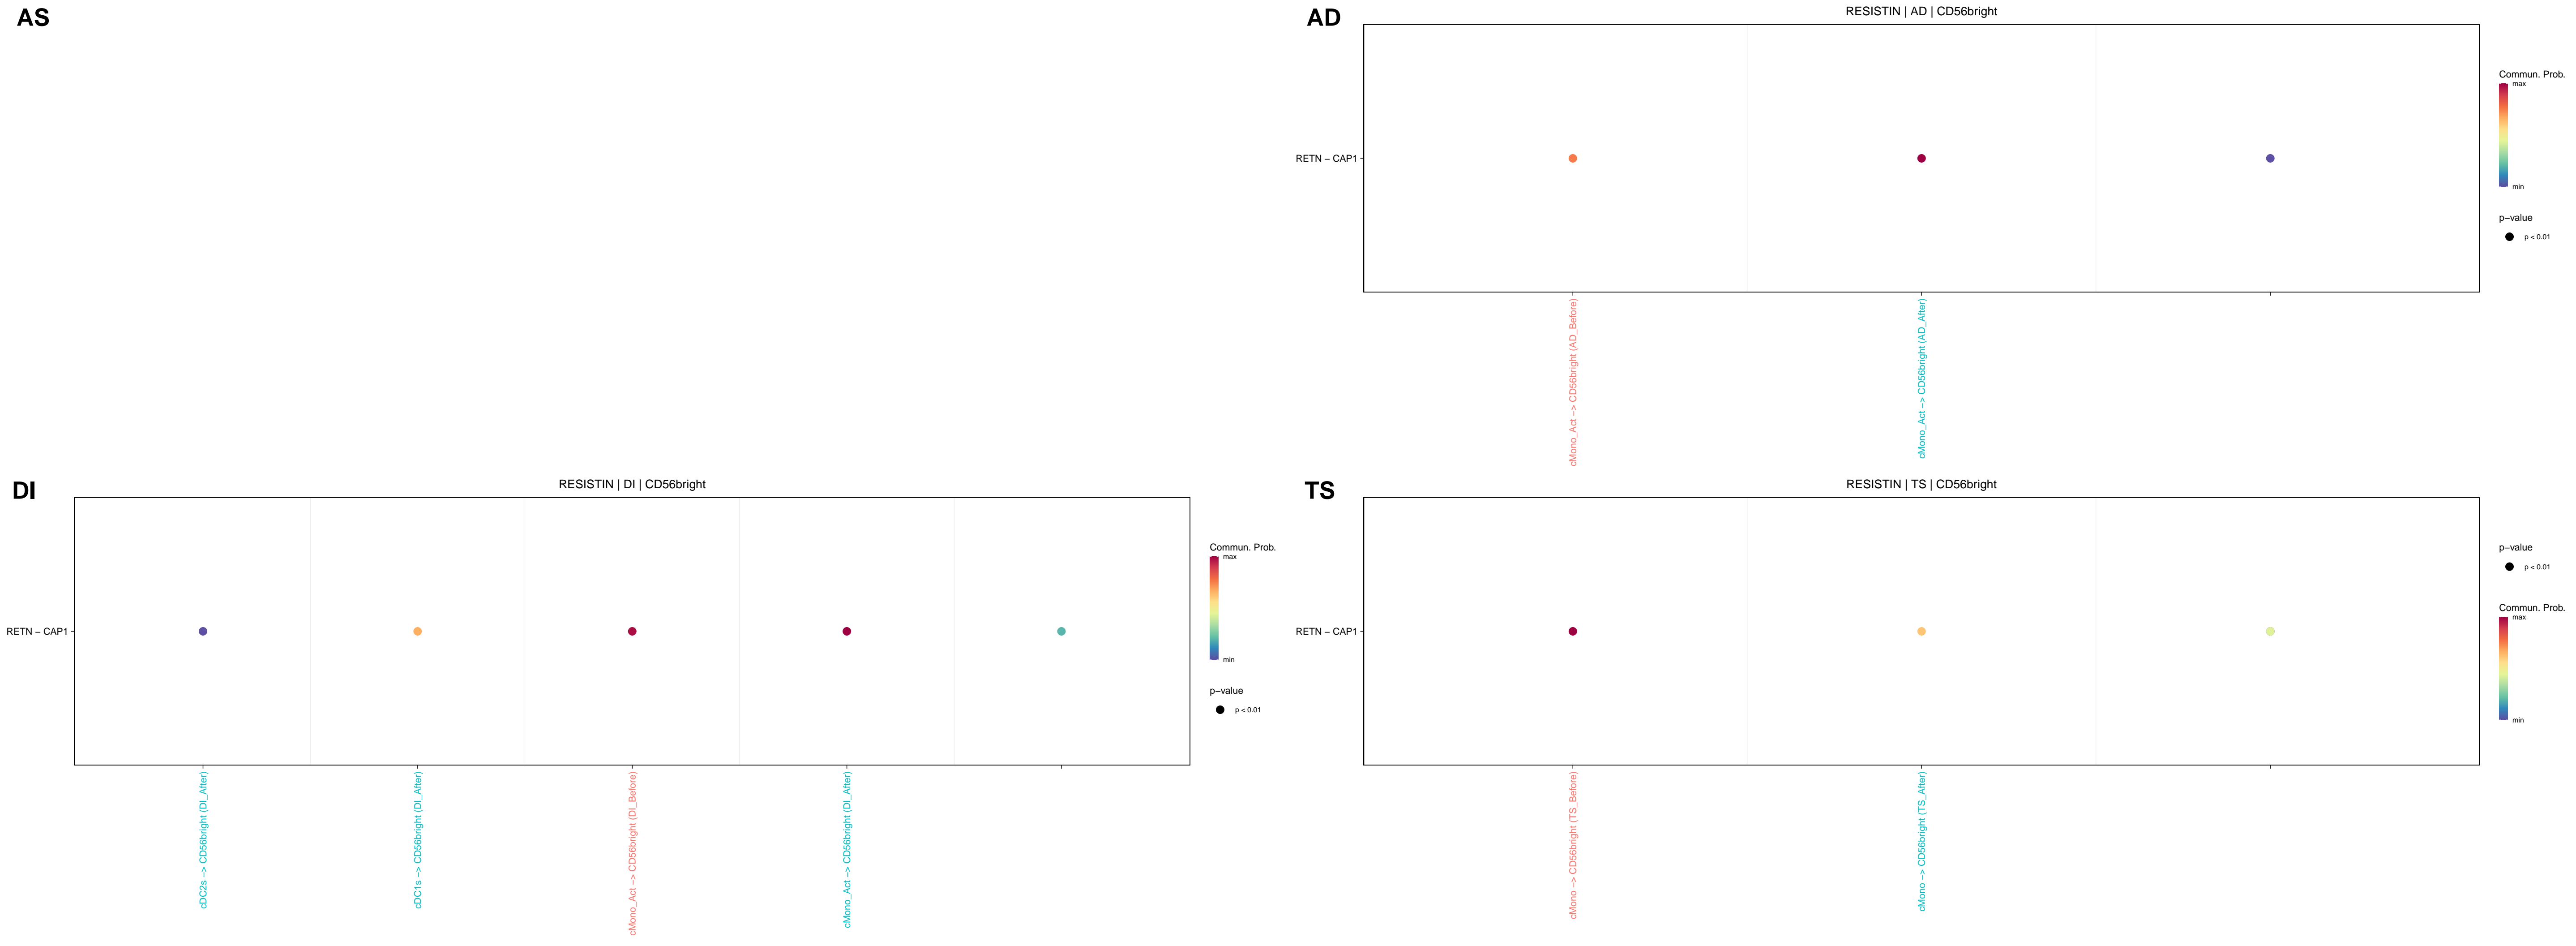 AS
AD
RESISTIN | AD | CD56bright
RETN − CAP1
cMono_Act −> CD56bright (AD_Before)
cMono_Act −> CD56bright (AD_After)
Commun. Prob.
max
min
p−value
p < 0.01
DI
RESISTIN | DI | CD56bright
RETN − CAP1
cDC2s −> CD56bright (DI_After)
cDC1s −> CD56bright (DI_After)
cMono_Act −> CD56bright (DI_Before)
cMono_Act −> CD56bright (DI_After)
Commun. Prob.
max
min
p−value
p < 0.01
TS
RESISTIN | TS | CD56bright
RETN − CAP1
cMono −> CD56bright (TS_Before)
cMono −> CD56bright (TS_After)
p−value
p < 0.01
Commun. Prob.
max
min